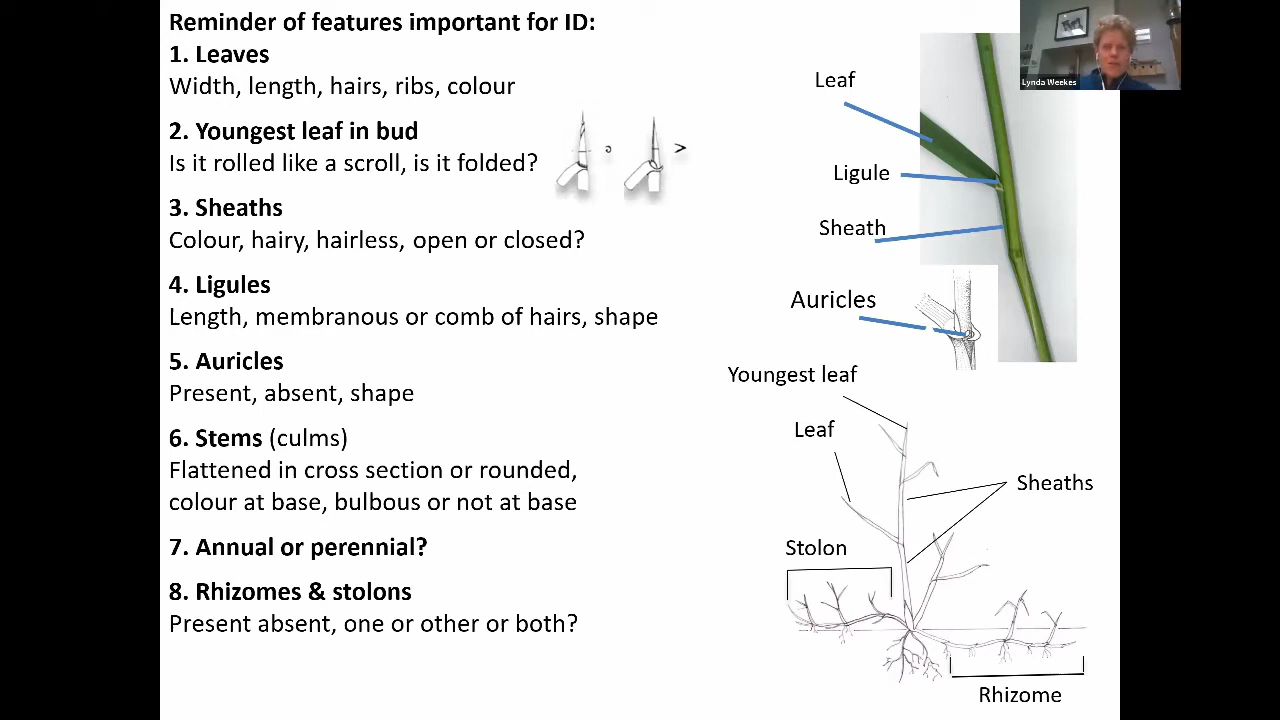 Reminder of features important for ID:
1. Leaves
Width, length, hairs, ribs, colour
2. Youngest leaf in bud
Is it rolled like a scroll, is it folded?
3. Sheaths
Colour, hairy, hairless, open or closed?
4. Ligules
Length, membranous or comb of hairs, shape
5. Auricles
Present, absent, shape
6. Stems (culms)
Flattened in cross section or rounded,
colour at base, bulbous or not at base
7. Annual or perennial?
8. Rhizomes & stolons
Present absent, one or other or both?
Lynda Weekes
Leaf
Ligule
Sheath
Auricles
Youngest leaf
Leaf
Sheaths
Stolon
Rhizome